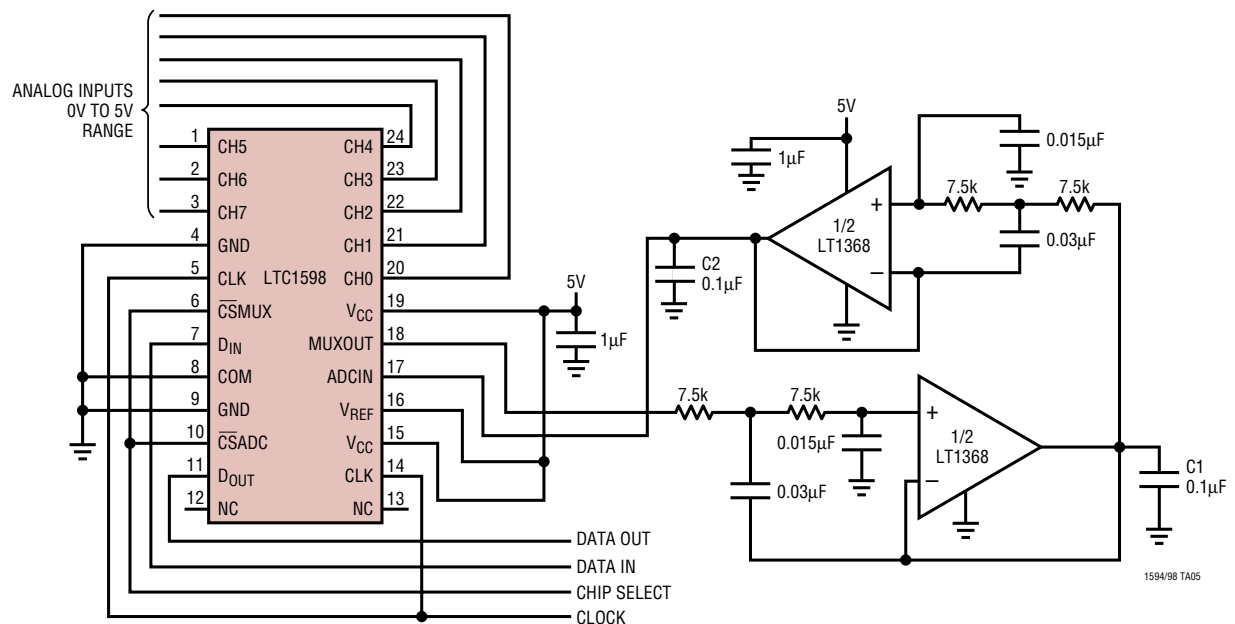 ANALOG INPUTS
0V TO 5V
RANGE
1 CH5
2 CH6
3 CH7
4 GND
5 CLK
6 C̅S̅MUX
7 DIN
8 COM
9 GND
10 C̅S̅ADC
11 DOUT
12 NC
LTC1598
CH4 24
CH3 23
CH2 22
CH1 21
CH0 20
VCC 19
MUXOUT 18
ADCIN 17
VREF 16
VCC 15
CLK 14
NC 13
5V
1µF
DATA OUT
DATA IN
CHIP SELECT
CLOCK
5V
1µF
C2
0.1µF
+
1/2
LT1368
–
0.015µF
7.5k
7.5k
0.03µF
7.5k
7.5k
0.015µF
0.03µF
+
1/2
LT1368
–
C1
0.1µF
1594/98 TA05